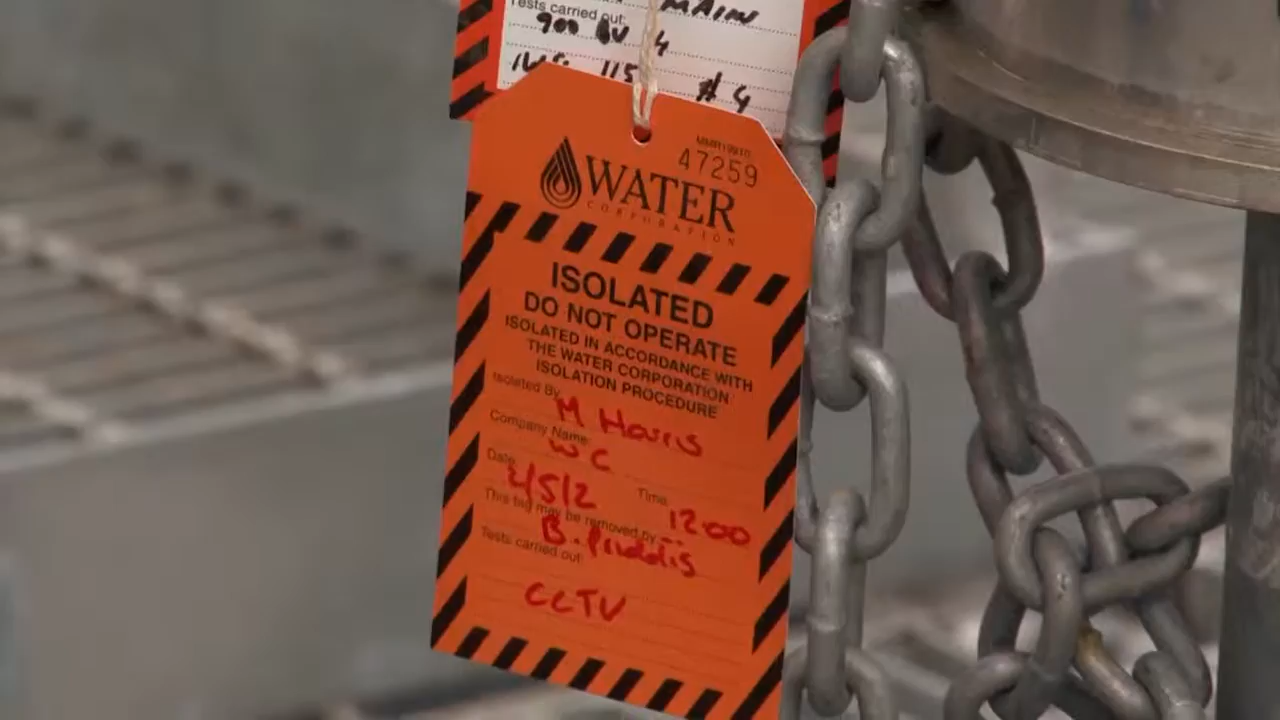 MAIN
Tests carried out:
900 BV 4
115 # 4
47259
WATER
CORPORATION
ISOLATED
DO NOT OPERATE
ISOLATED IN ACCORDANCE WITH
THE WATER CORPORATION
ISOLATION PROCEDURE
Isolated By M Harris
Company Name: WC
Date 2/5/2 Time 12:00
This tag may be removed by: B.
Tests carried out:
CCTV